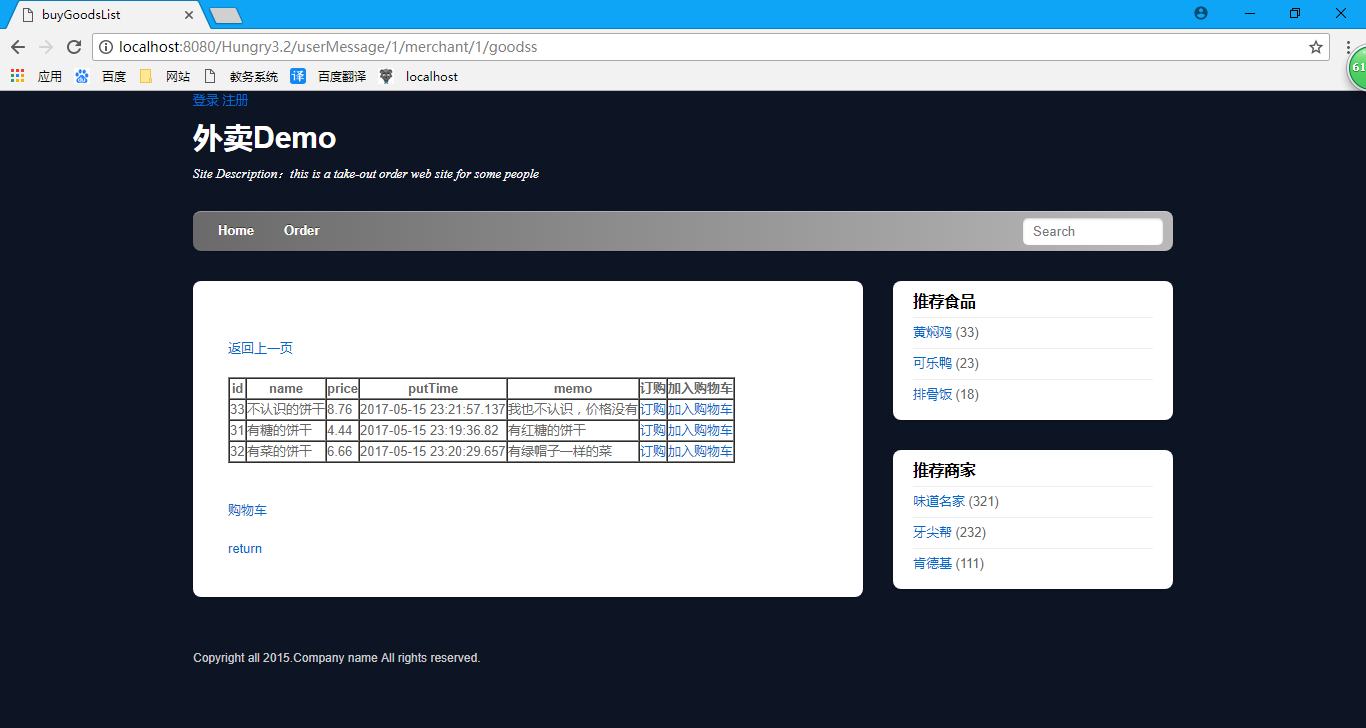 buyGoodsList
localhost:8080/Hungry3.2/userMessage/1/merchant/1/goodss
61
应用 百度 网站 教务系统 译 百度翻译 localhost
登录 注册
外卖Demo
Site Description：this is a take-out order web site for some people
Home Order Search
返回上一页
id name price putTime memo 订购 加入购物车
33 不认识的饼干 8.76 2017-05-15 23:21:57.137 我也不认识，价格没有 订购 加入购物车
31 有糖的饼干 4.44 2017-05-15 23:19:36.82 有红糖的饼干 订购 加入购物车
32 有菜的饼干 6.66 2017-05-15 23:20:29.657 有绿帽子一样的菜 订购 加入购物车
购物车
return
推荐食品
黄焖鸡 (33)
可乐鸭 (23)
排骨饭 (18)
推荐商家
味道名家 (321)
牙尖帮 (232)
肯德基 (111)
Copyright all 2015.Company name All rights reserved.